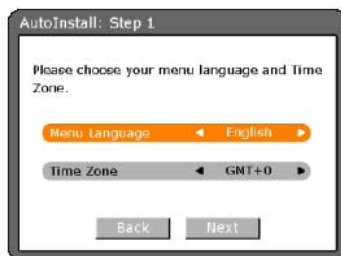 AutoInstall: Step 1
Please choose your menu language and Time
Zone.
Menu Language ◄ English ►
Time Zone ◄ GMT+0 ►
Back Next